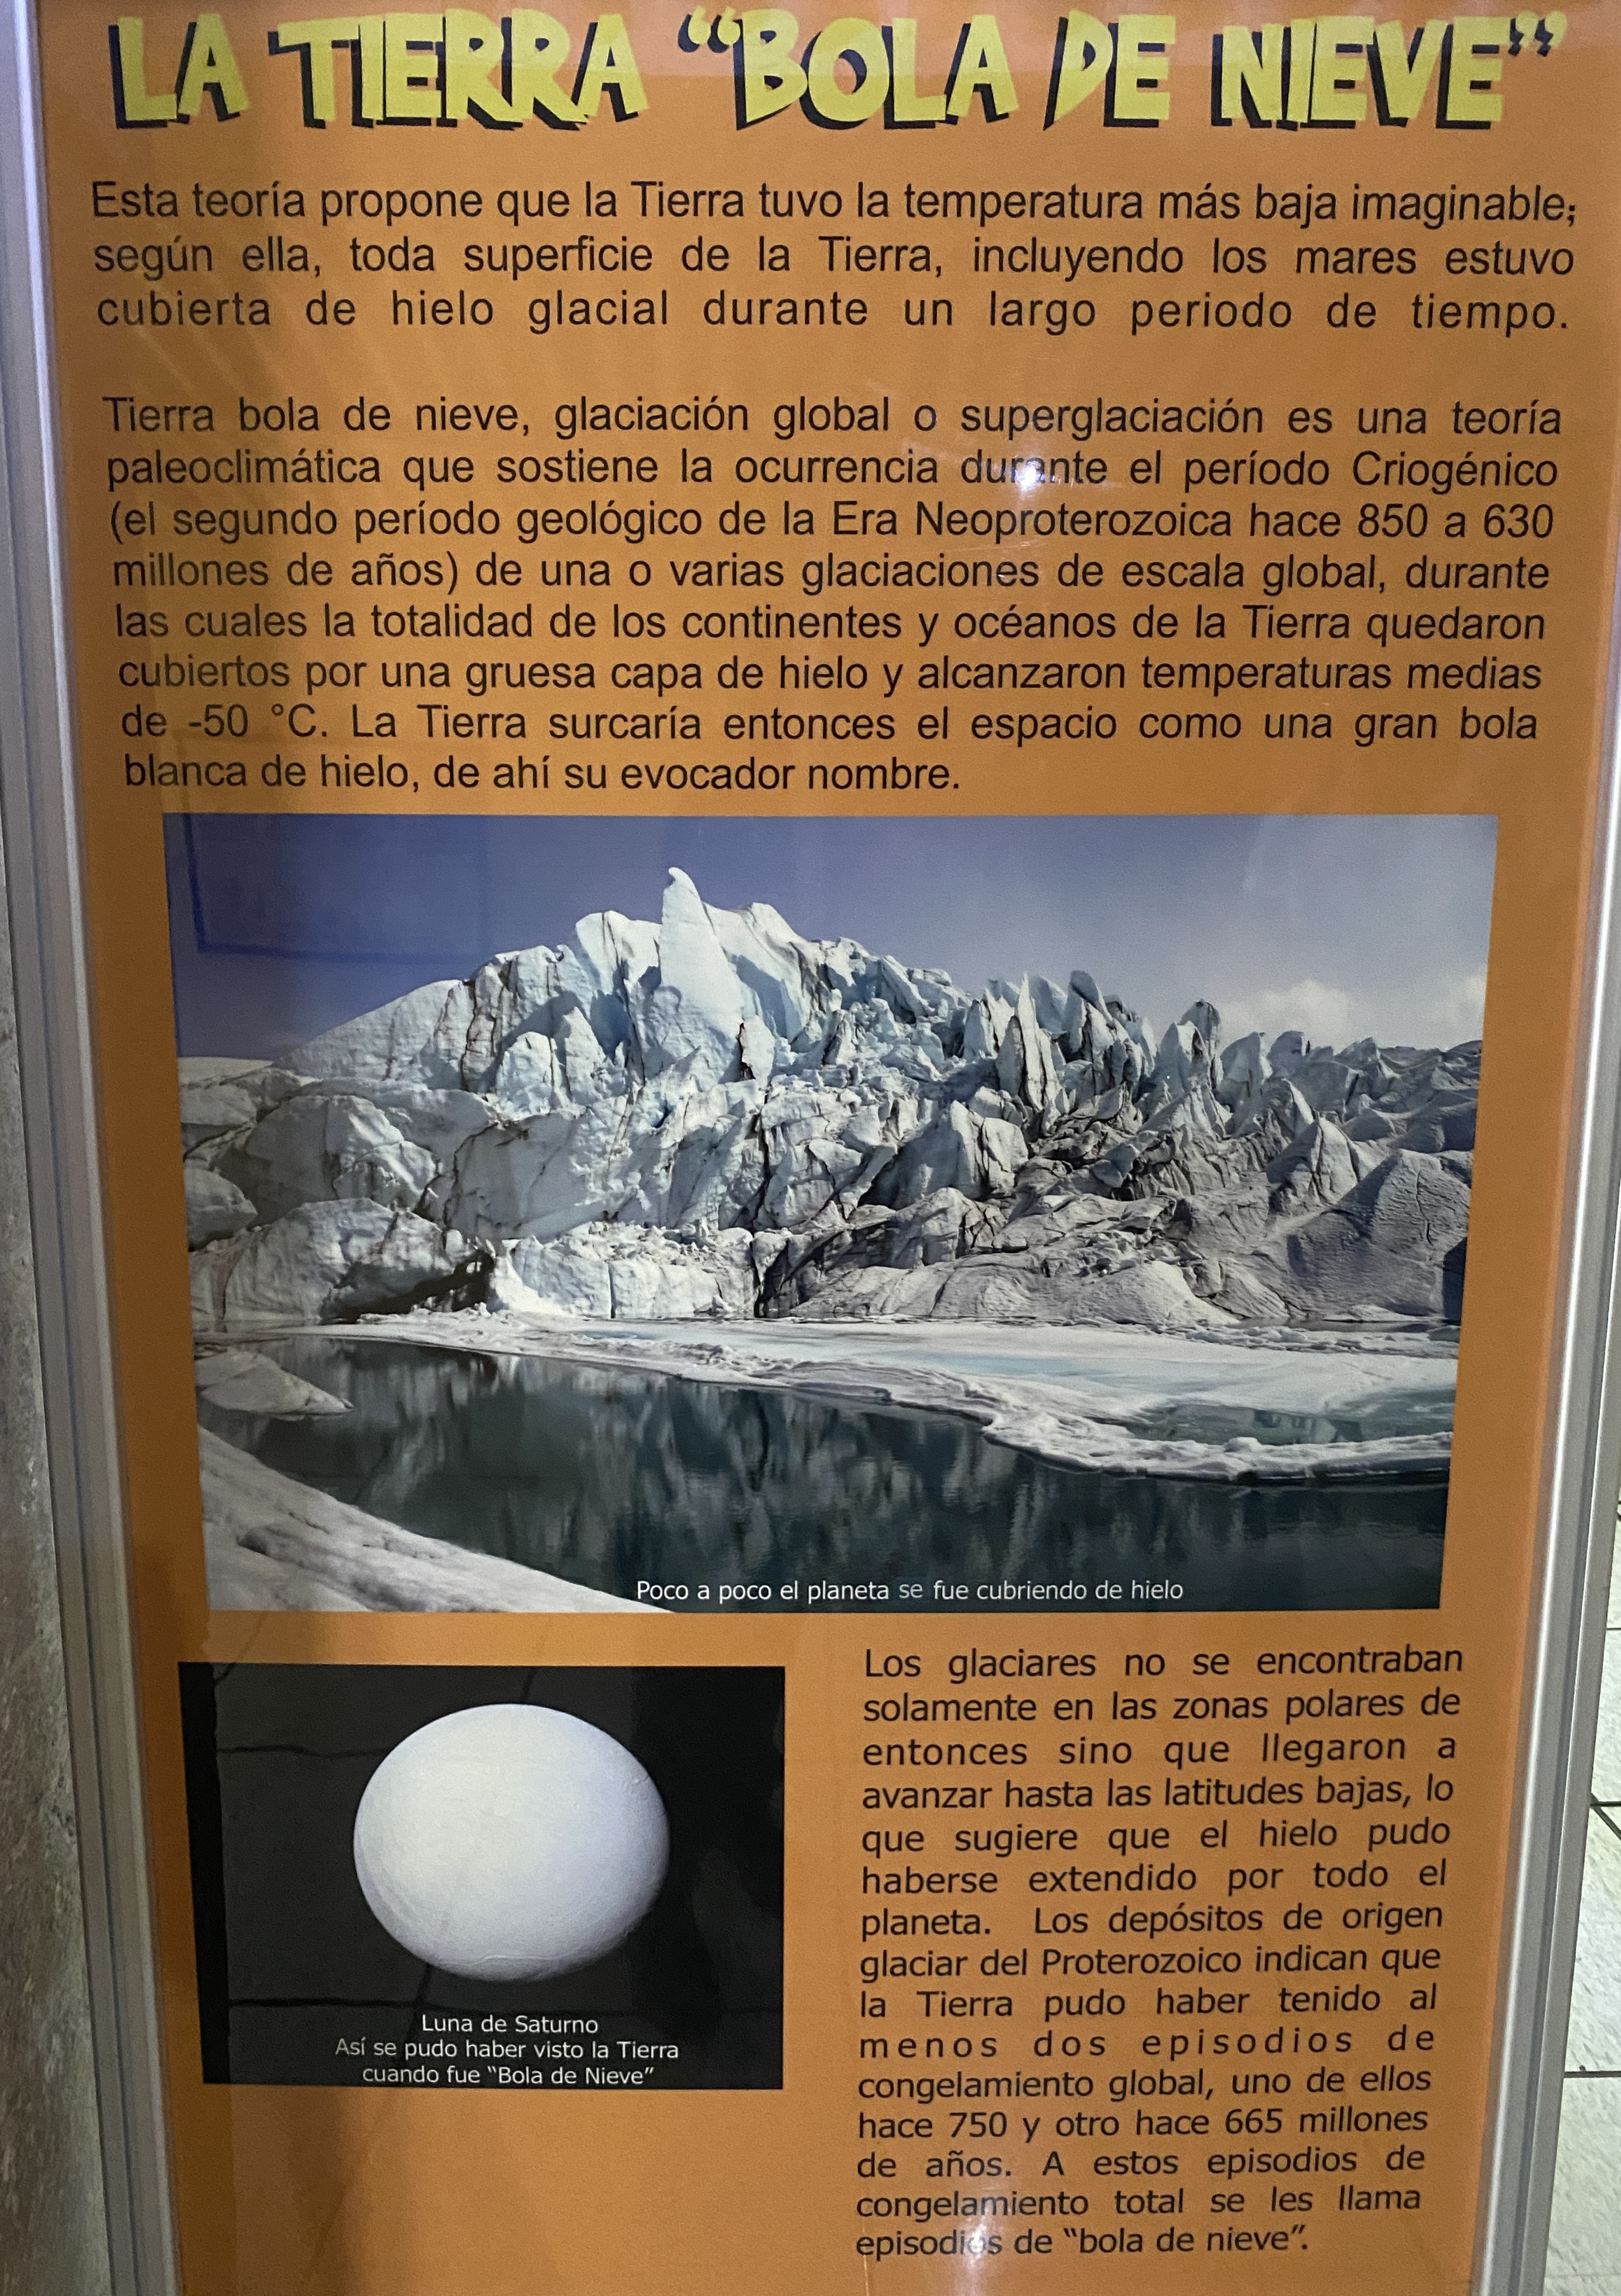 LA TIERRA “BOLA DE NIEVE”
Esta teoría propone que la Tierra tuvo la temperatura más baja imaginable;
según ella, toda superficie de la Tierra, incluyendo los mares estuvo
cubierta de hielo glacial durante un largo periodo de tiempo.
Tierra bola de nieve, glaciación global o superglaciación es una teoría
paleoclimática que sostiene la ocurrencia durante el período Criogénico
(el segundo período geológico de la Era Neoproterozoica hace 850 a 630
millones de años) de una o varias glaciaciones de escala global, durante
las cuales la totalidad de los continentes y océanos de la Tierra quedaron
cubiertos por una gruesa capa de hielo y alcanzaron temperaturas medias
de -50 °C. La Tierra surcaría entonces el espacio como una gran bola
blanca de hielo, de ahí su evocador nombre.
Poco a poco el planeta se fue cubriendo de hielo
Luna de Saturno
Así se pudo haber visto la Tierra
cuando fue “Bola de Nieve”
Los glaciares no se encontraban
solamente en las zonas polares de
entonces sino que llegaron a
avanzar hasta las latitudes bajas, lo
que sugiere que el hielo pudo
haberse extendido por todo el
planeta. Los depósitos de origen
glaciar del Proterozoico indican que
la Tierra pudo haber tenido al
menos dos episodios de
congelamiento global, uno de ellos
hace 750 y otro hace 665 millones
de años. A estos episodios de
congelamiento total se les llama
episodios de “bola de nieve”.